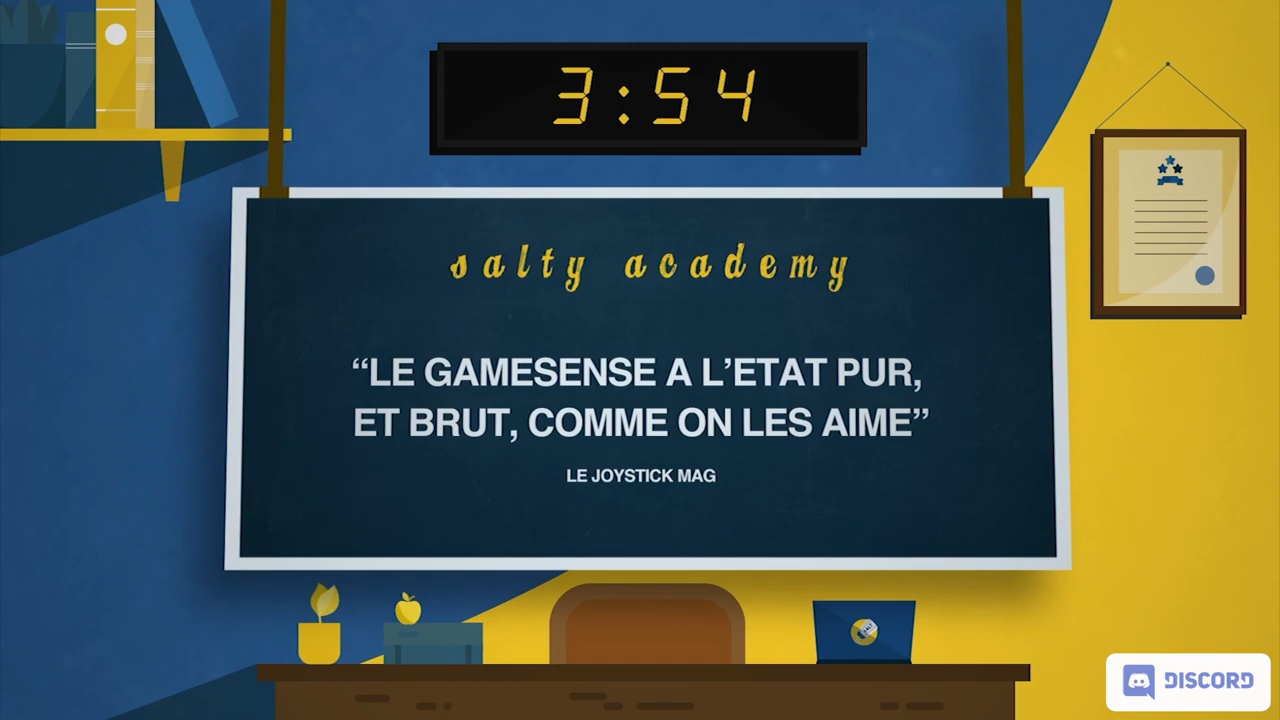 3:54
salty academy
“LE GAMESENSE A L’ETAT PUR,
ET BRUT, COMME ON LES AIME”
LE JOYSTICK MAG
DISCORD